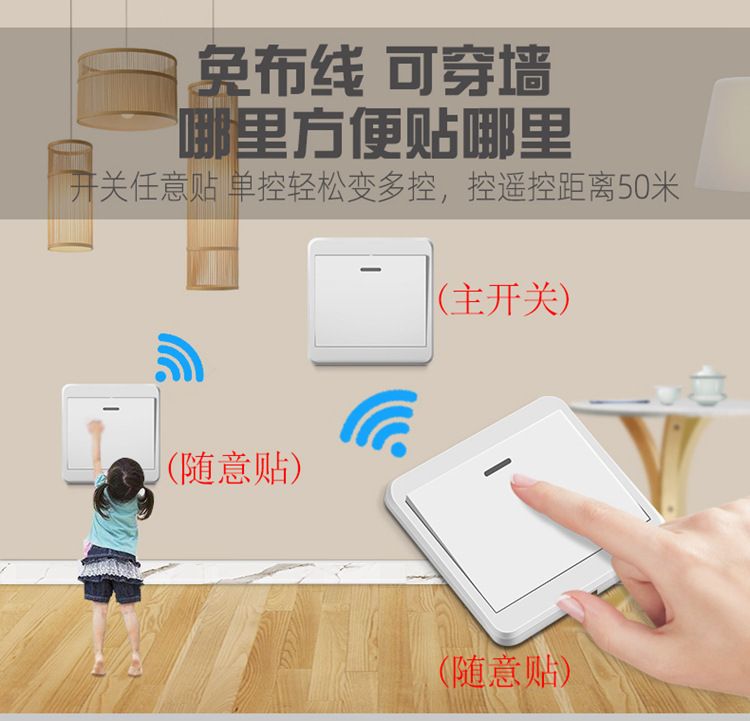 免布线 可穿墙
哪里方便贴哪里
开关任意贴 单控轻松变多控，控遥控距离50米
(主开关)
(随意贴)
(随意贴)